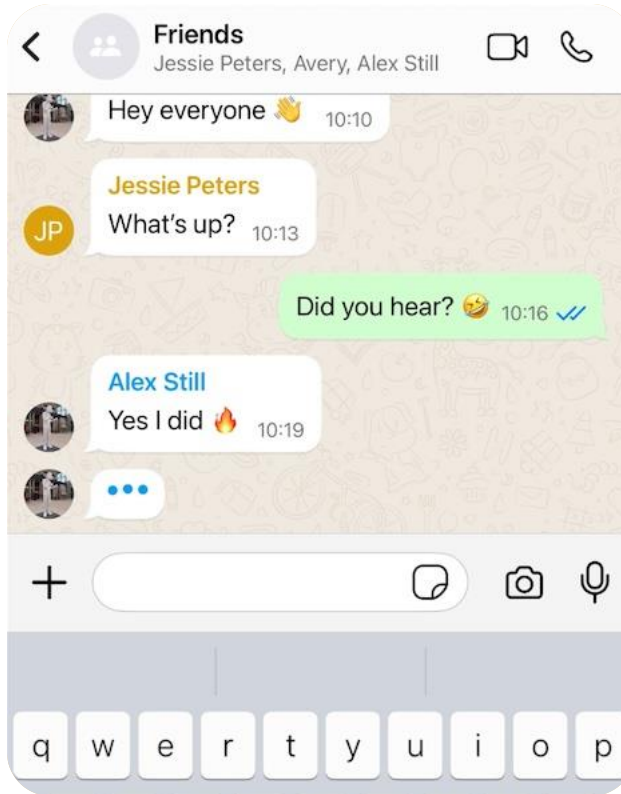 Friends
Jessie Peters, Avery, Alex Still
Hey everyone 👋 10:10
Jessie Peters
JP
What's up? 10:13
Did you hear? 🤣 10:16
Alex Still
Yes I did 🔥 10:19
q w e r t y u i o p